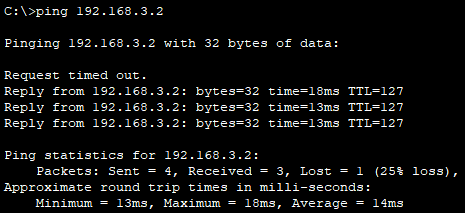 C:\>ping 192.168.3.2
Pinging 192.168.3.2 with 32 bytes of data:
Request timed out.
Reply from 192.168.3.2: bytes=32 time=18ms TTL=127
Reply from 192.168.3.2: bytes=32 time=13ms TTL=127
Reply from 192.168.3.2: bytes=32 time=13ms TTL=127
Ping statistics for 192.168.3.2:
Packets: Sent = 4, Received = 3, Lost = 1 (25% loss),
Approximate round trip times in milli-seconds:
Minimum = 13ms, Maximum = 18ms, Average = 14ms